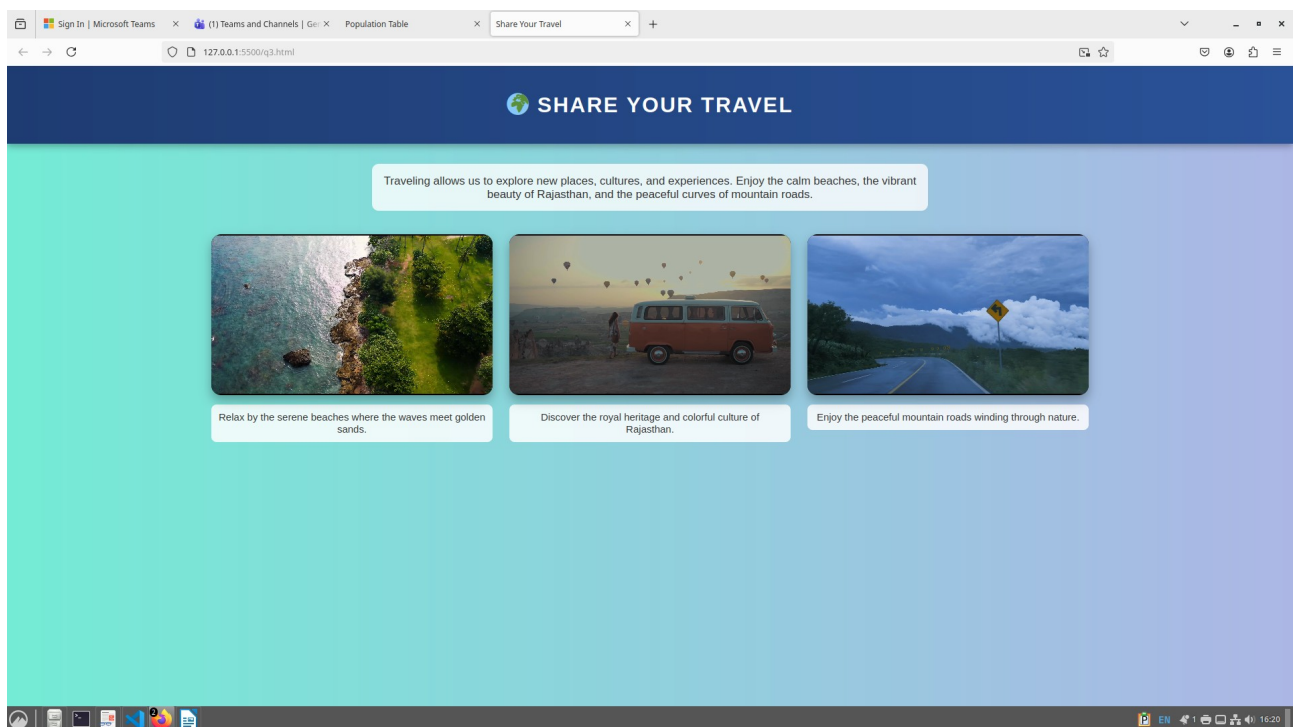 Sign In | Microsoft Teams
(1) Teams and Channels | Ger
Population Table
Share Your Travel
127.0.0.1:5500/q3.html
SHARE YOUR TRAVEL
Traveling allows us to explore new places, cultures, and experiences. Enjoy the calm beaches, the vibrant
beauty of Rajasthan, and the peaceful curves of mountain roads.
Relax by the serene beaches where the waves meet golden
sands.
Discover the royal heritage and colorful culture of
Rajasthan.
Enjoy the peaceful mountain roads winding through nature.
2
EN
1
16:20